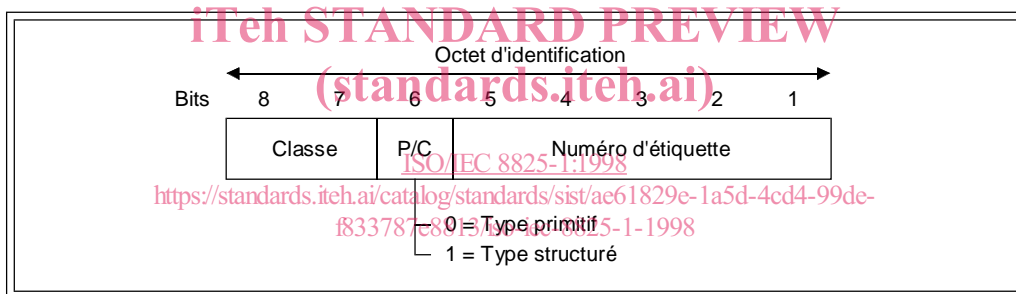 iTeh STANDARD PREVIEW
Octet d'identification
(standards.iteh.ai)
Bits 8 7 6 5 4 3 2 1
Classe P/C Numéro d'étiquette
ISO/IEC 8825-1:1998
https://standards.iteh.ai/catalog/standards/sist/ae61829e-1a5d-4cd4-99de-
f833787e8813/iso-iec-8825-1-1998
0 = Type primitif
1 = Type structuré